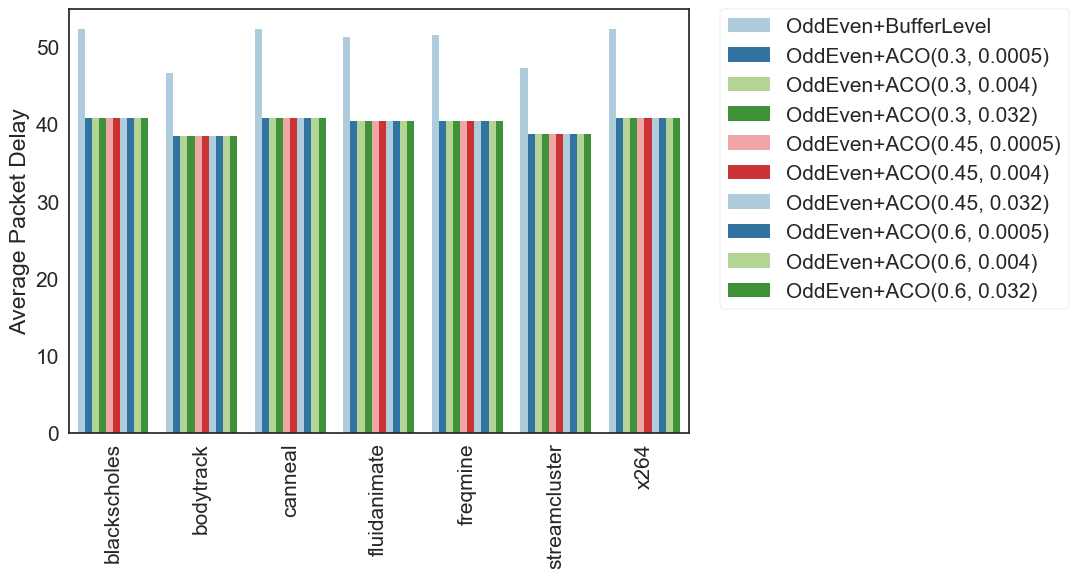 Average Packet Delay
50
40
30
20
10
0
blackscholes
bodytrack
canneal
fluidanimate
freqmine
streamcluster
x264
OddEven+BufferLevel
OddEven+ACO(0.3, 0.0005)
OddEven+ACO(0.3, 0.004)
OddEven+ACO(0.3, 0.032)
OddEven+ACO(0.45, 0.0005)
OddEven+ACO(0.45, 0.004)
OddEven+ACO(0.45, 0.032)
OddEven+ACO(0.6, 0.0005)
OddEven+ACO(0.6, 0.004)
OddEven+ACO(0.6, 0.032)